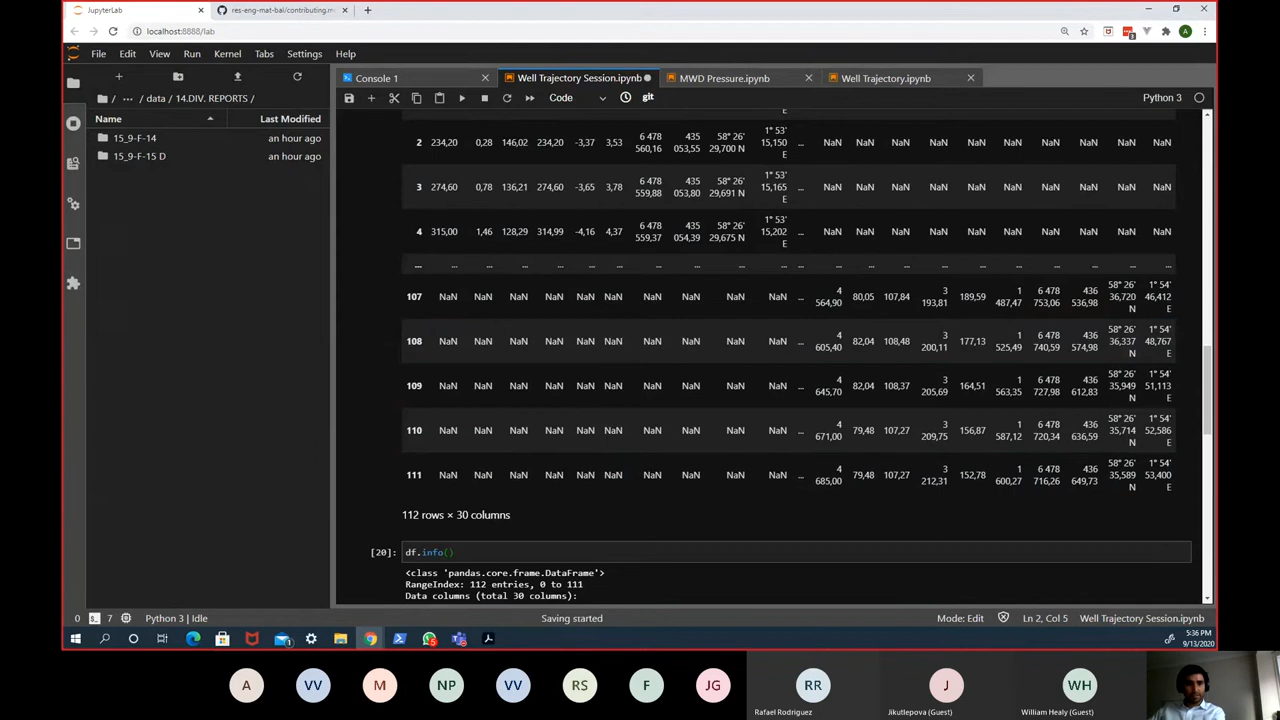 JupyterLab
res-eng-mat-bal/contributing.m
localhost:8888/lab
A
File Edit View Run Kernel Tabs Settings Help
Console 1
Well Trajectory Session.ipynb
MWD Pressure.ipynb
Well Trajectory.ipynb
Code
git
Python 3
/ ... / data / 14.DIV. REPORTS /
Name
Last Modified
15_9-F-14
an hour ago
15_9-F-15 D
an hour ago
E
2 234,20 0,28 146,02 234,20 -3,37 3,53 6 478 560,16 435 053,55 58° 26' 29,700 N 1° 53' 15,150 E ... NaN NaN NaN NaN NaN NaN NaN NaN NaN NaN
3 274,60 0,78 136,21 274,60 -3,65 3,78 6 478 559,88 435 053,80 58° 26' 29,691 N 1° 53' 15,165 E ... NaN NaN NaN NaN NaN NaN NaN NaN NaN NaN
4 315,00 1,46 128,29 314,99 -4,16 4,37 6 478 559,37 435 054,39 58° 26' 29,675 N 1° 53' 15,202 E ... NaN NaN NaN NaN NaN NaN NaN NaN NaN NaN
... ... ... ... ... ... ... ... ... ... ... ... ... ... ... ... ... ... ... ... ... ...
107 NaN NaN NaN NaN NaN NaN NaN NaN NaN NaN ... 4 564,90 80,05 107,84 3 193,81 189,59 1 487,47 6 478 753,06 436 536,98 58° 26' 36,720 N 1° 54' 46,412 E
108 NaN NaN NaN NaN NaN NaN NaN NaN NaN NaN ... 4 605,40 82,04 108,48 3 200,11 177,13 1 525,49 6 478 740,59 436 574,98 58° 26' 36,337 N 1° 54' 48,767 E
109 NaN NaN NaN NaN NaN NaN NaN NaN NaN NaN ... 4 645,70 82,04 108,37 3 205,69 164,51 1 563,35 6 478 727,98 436 612,83 58° 26' 35,949 N 1° 54' 51,113 E
110 NaN NaN NaN NaN NaN NaN NaN NaN NaN NaN ... 4 671,00 79,48 107,27 3 209,75 156,87 1 587,12 6 478 720,34 436 636,59 58° 26' 35,714 N 1° 54' 52,586 E
111 NaN NaN NaN NaN NaN NaN NaN NaN NaN NaN ... 4 685,00 79,48 107,27 3 212,31 152,78 1 600,27 6 478 716,26 436 649,73 58° 26' 35,589 N 1° 54' 53,400 E
112 rows × 30 columns
[20]: df.info()
<class 'pandas.core.frame.DataFrame'>
RangeIndex: 112 entries, 0 to 111
Data columns (total 30 columns):
0 7 Python 3 | Idle
Saving started
Mode: Edit
Ln 2, Col 5
Well Trajectory Session.ipynb
5:36 PM
9/13/2020
A VV M NP VV RS F JG RR J WH
Rafael Rodriguez
Jikutlepova (Guest)
William Healy (Guest)